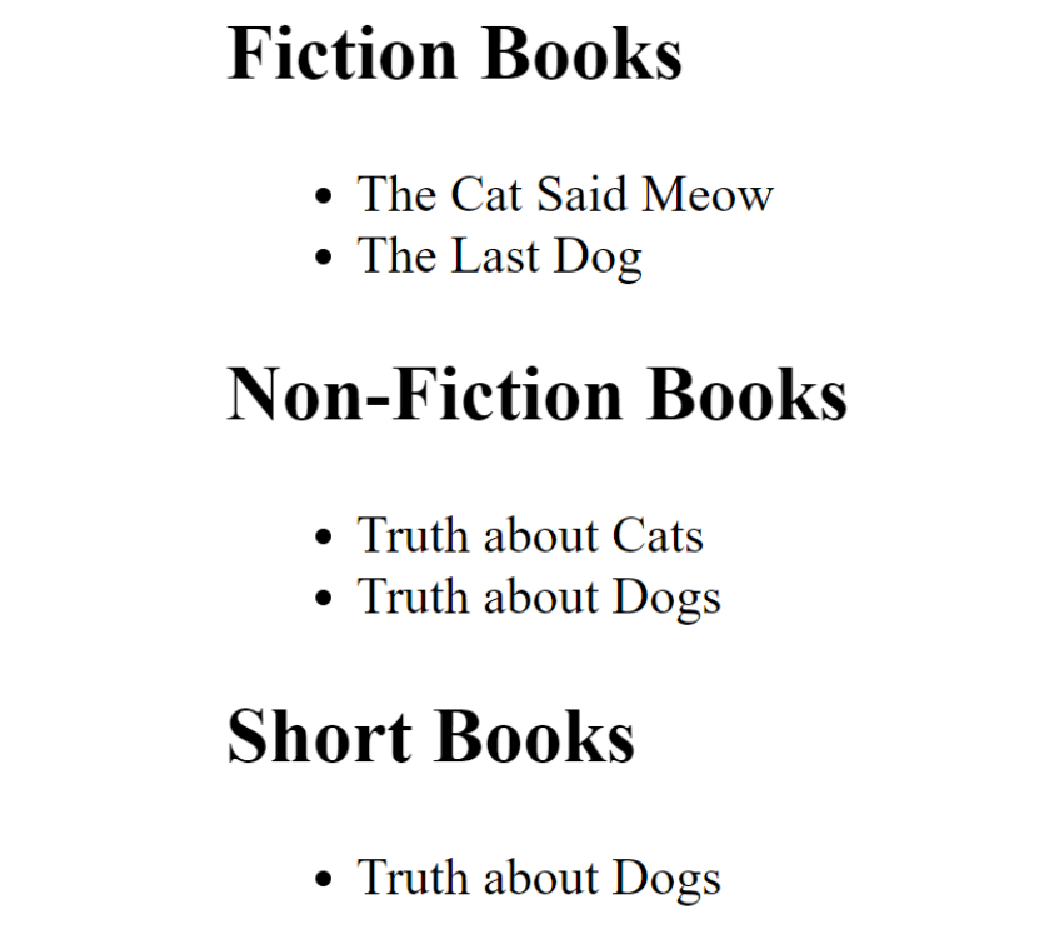 Fiction Books
• The Cat Said Meow
• The Last Dog
Non-Fiction Books
• Truth about Cats
• Truth about Dogs
Short Books
• Truth about Dogs